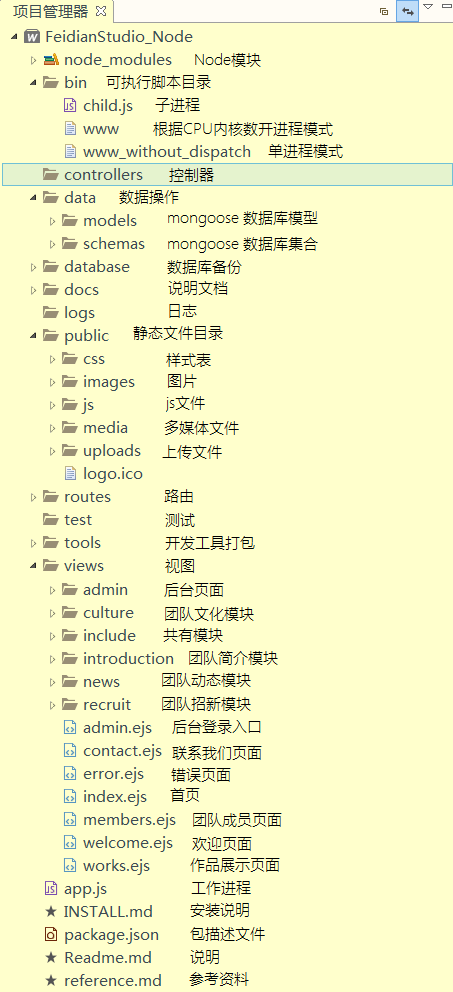 项目管理器
FeidianStudio_Node
node_modules Node模块
bin 可执行脚本目录
child.js 子进程
www 根据CPU内核数开进程模式
www_without_dispatch 单进程模式
controllers 控制器
data 数据操作
models mongoose 数据库模型
schemas mongoose 数据库集合
database 数据库备份
docs 说明文档
logs 日志
public 静态文件目录
css 样式表
images 图片
js js文件
media 多媒体文件
uploads 上传文件
logo.ico
routes 路由
test 测试
tools 开发工具打包
views 视图
admin 后台页面
culture 团队文化模块
include 共有模块
introduction 团队简介模块
news 团队动态模块
recruit 团队招新模块
admin.ejs 后台登录入口
contact.ejs 联系我们页面
error.ejs 错误页面
index.ejs 首页
members.ejs 团队成员页面
welcome.ejs 欢迎页面
works.ejs 作品展示页面
app.js 工作进程
INSTALL.md 安装说明
package.json 包描述文件
Readme.md 说明
reference.md 参考资料